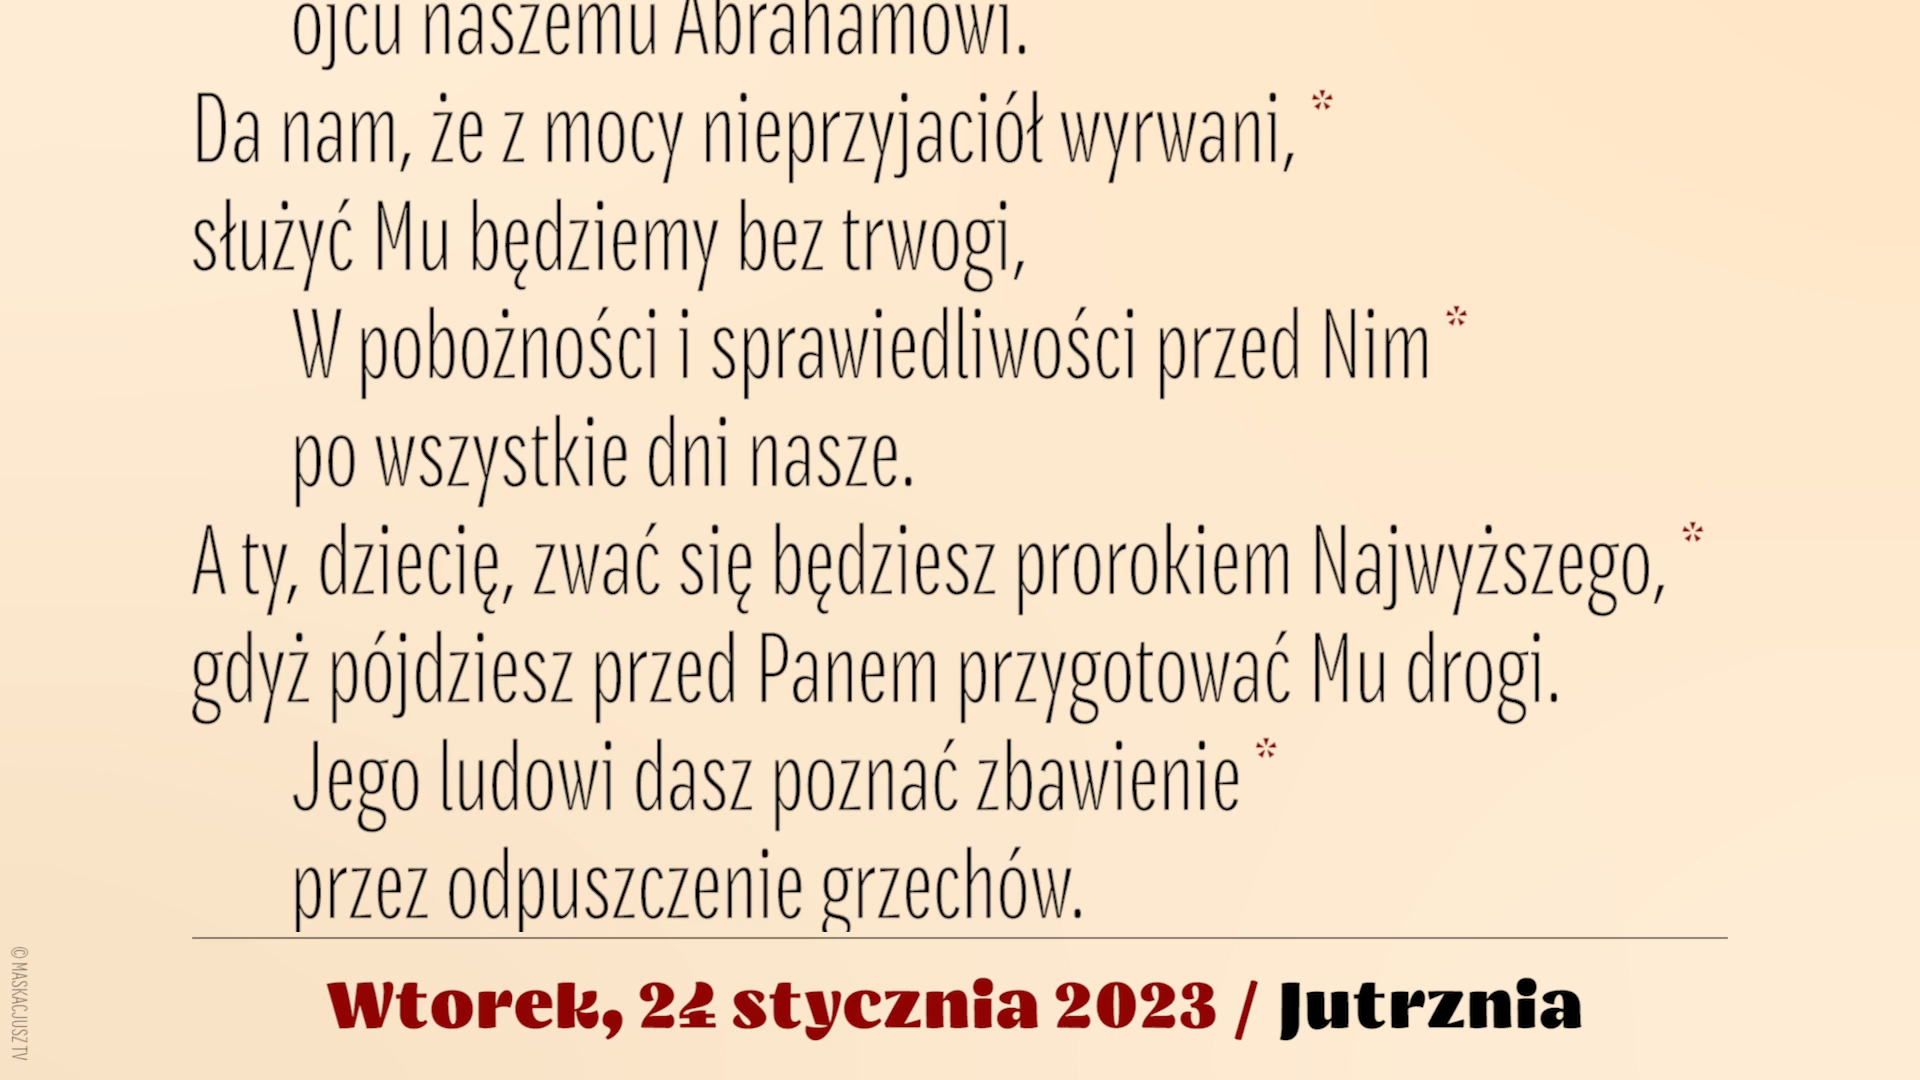 ojcu naszemu Abrahamowi.
Da nam, że z mocy nieprzyjaciół wyrwani, *
służyć Mu będziemy bez trwogi,
W pobożności i sprawiedliwości przed Nim *
po wszystkie dni nasze.
A ty, dziecię, zwać się będziesz prorokiem Najwyższego, *
gdyż pójdziesz przed Panem przygotować Mu drogi.
Jego ludowi dasz poznać zbawienie *
przez odpuszczenie grzechów.
Wtorek, 24 stycznia 2023 / Jutrznia
© MASKACJUSZ TV